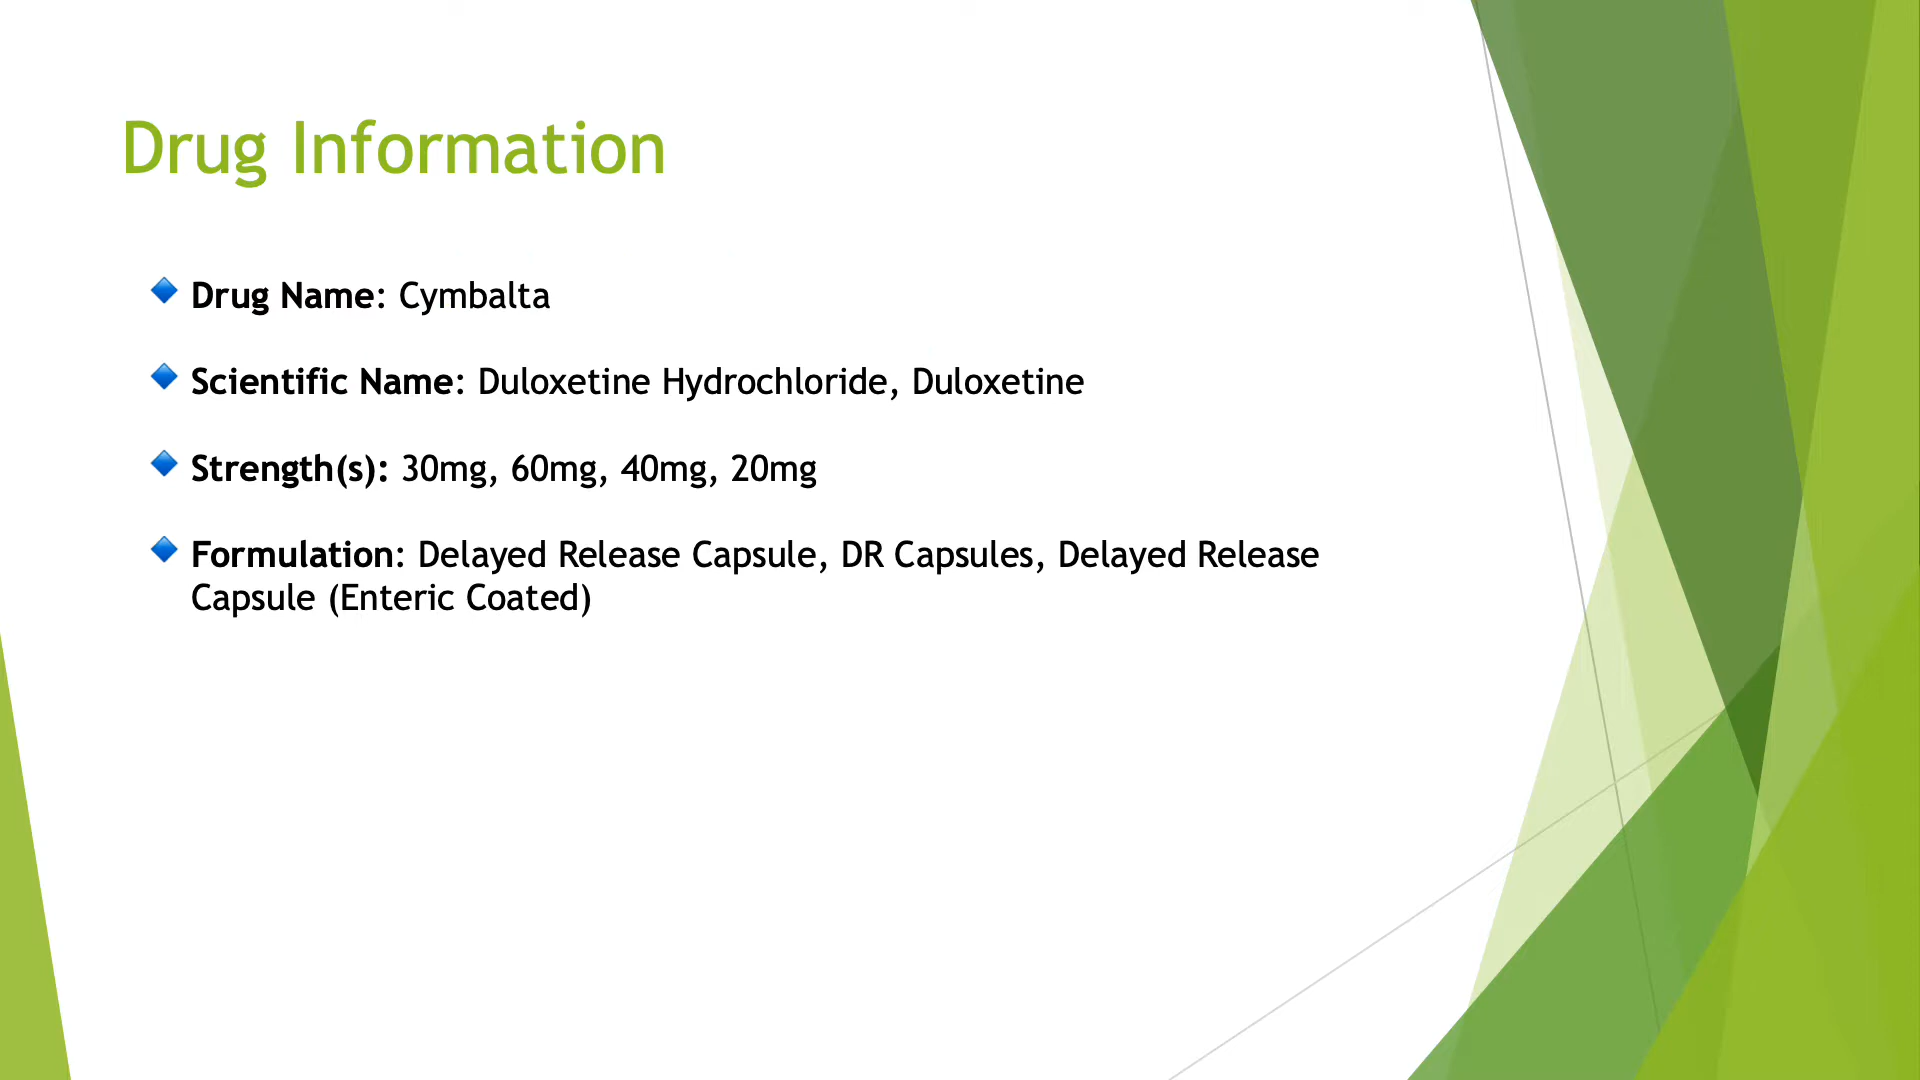 Drug Information
Drug Name: Cymbalta
Scientific Name: Duloxetine Hydrochloride, Duloxetine
Strength(s): 30mg, 60mg, 40mg, 20mg
Formulation: Delayed Release Capsule, DR Capsules, Delayed Release
Capsule (Enteric Coated)